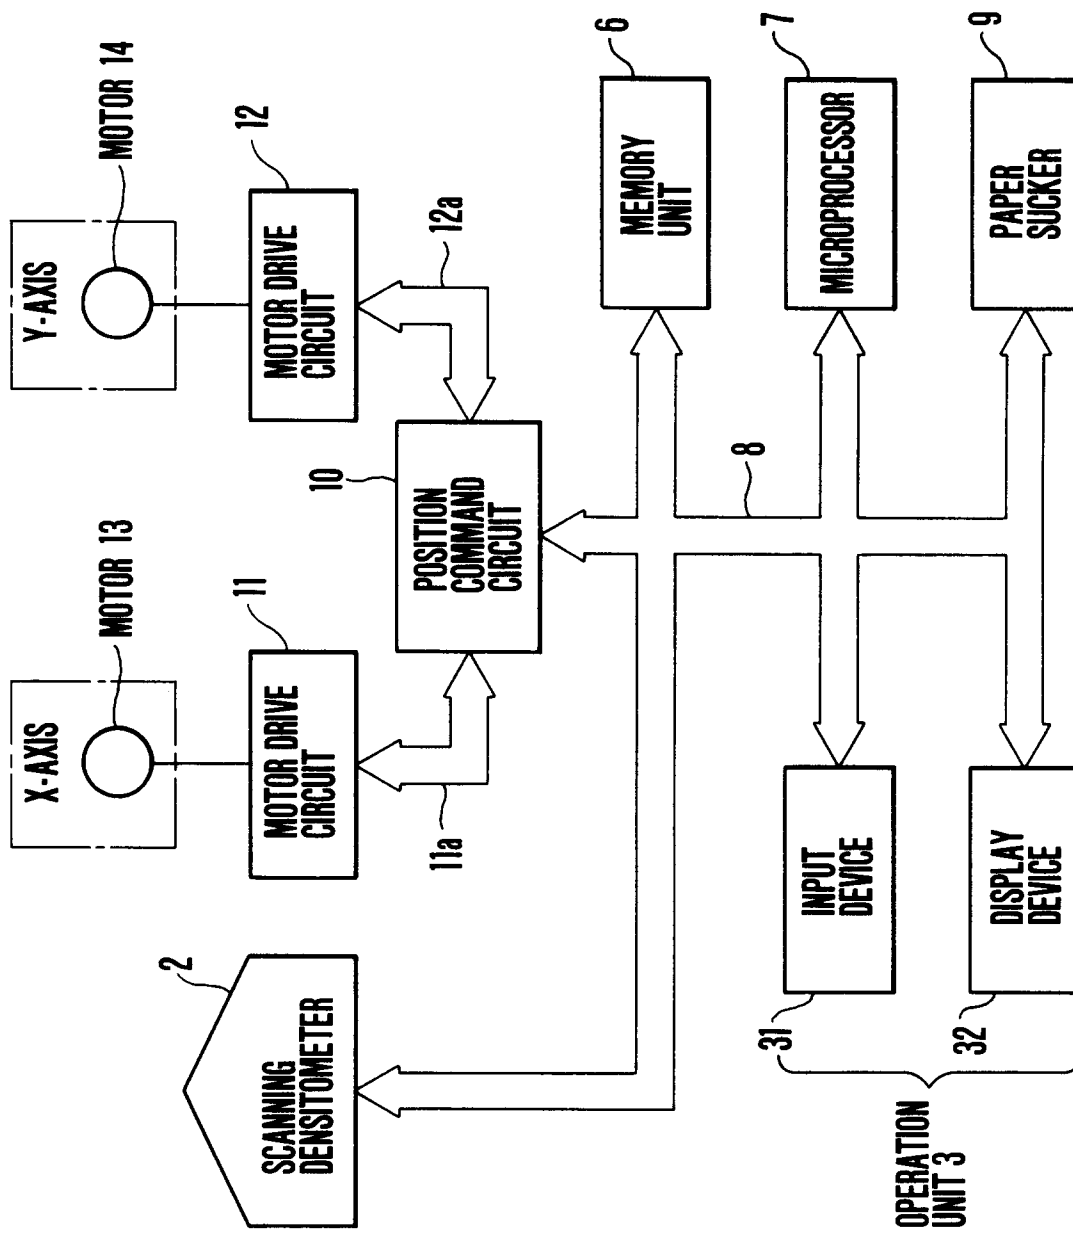 X-AXIS
MOTOR 13
Y-AXIS
MOTOR 14
2
SCANNING
DENSITOMETER
11
MOTOR DRIVE
CIRCUIT
11a
12
MOTOR DRIVE
CIRCUIT
12a
10
POSITION
COMMAND
CIRCUIT
8
6
MEMORY
UNIT
7
MICROPROCESSOR
9
PAPER
SUCKER
31
INPUT
DEVICE
32
DISPLAY
DEVICE
OPERATION
UNIT 3